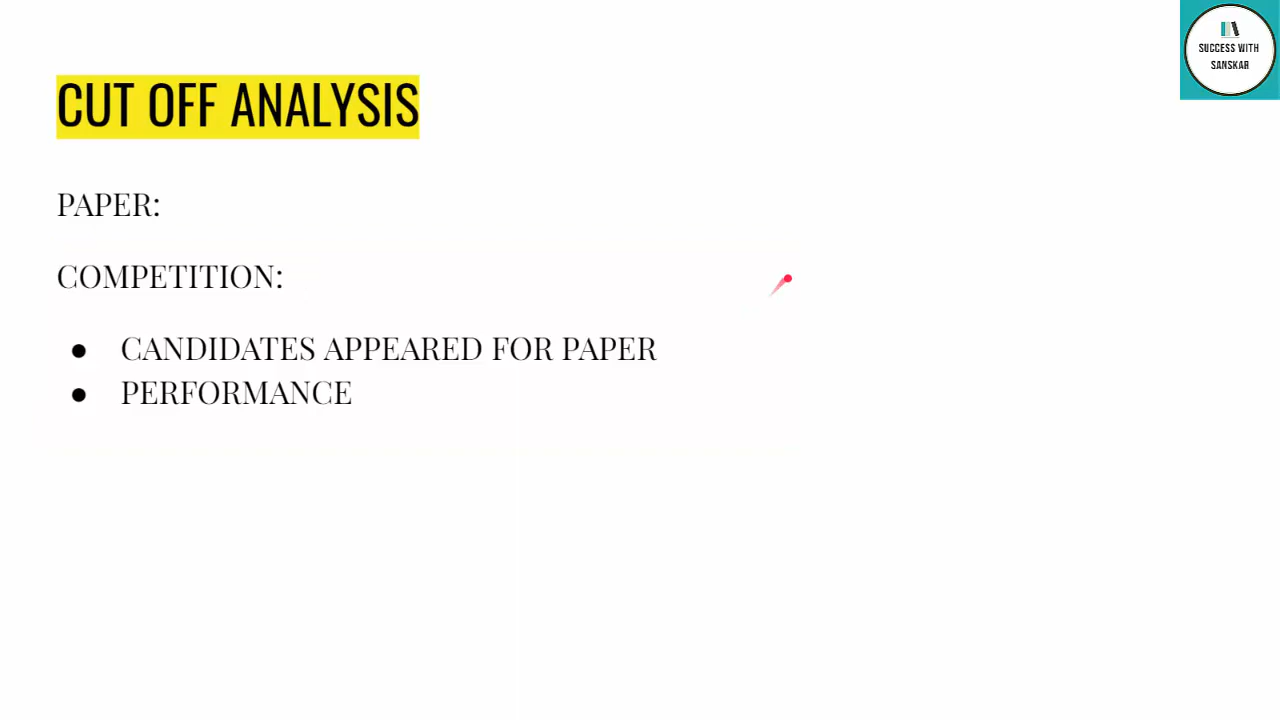 SUCCESS WITH
SANSKAR
CUT OFF ANALYSIS
PAPER:
COMPETITION:
● CANDIDATES APPEARED FOR PAPER
● PERFORMANCE